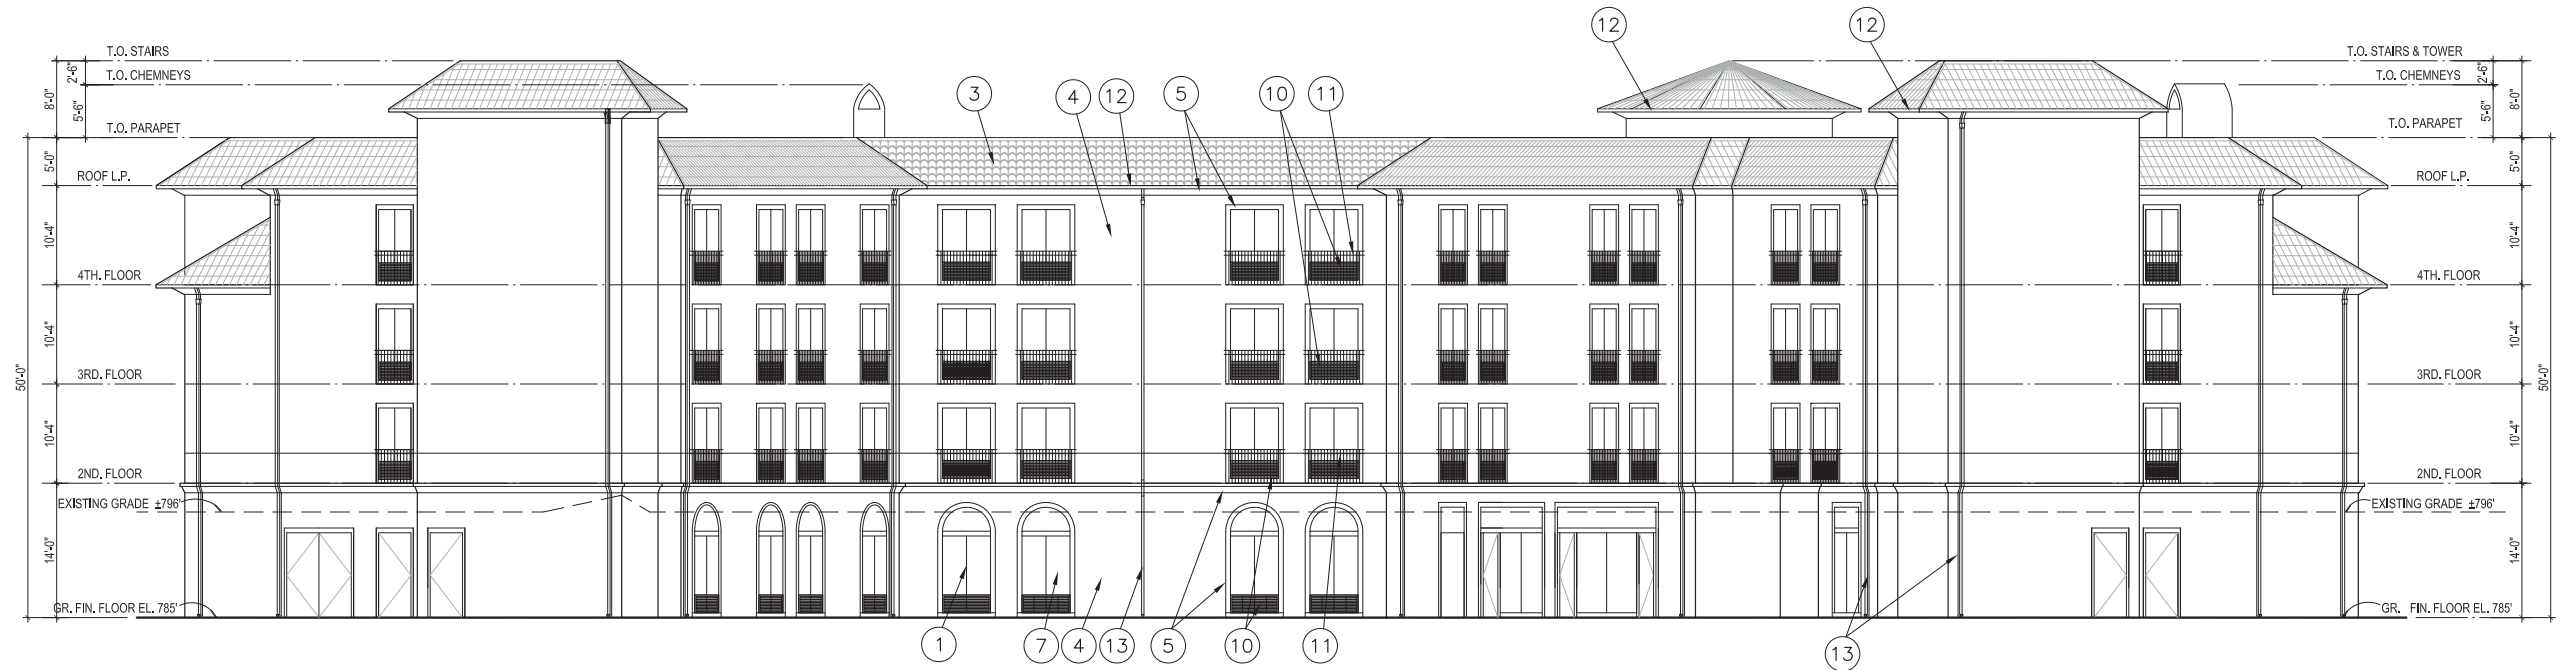 12 12
T.O. STAIRS T.O. STAIRS & TOWER
2'-6" 2'-6"
T.O. CHEMNEYS T.O. CHEMNEYS
8'-0" 8'-0"
3 4 12 5 10 11
5'-6" 5'-6"
T.O. PARAPET T.O. PARAPET
5'-0" 5'-0"
ROOF L.P. ROOF L.P.
10'-4" 10'-4"
4TH. FLOOR 4TH. FLOOR
10'-4" 10'-4"
3RD. FLOOR 3RD. FLOOR
50'-0" 50'-0"
10'-4" 10'-4"
2ND. FLOOR 2ND. FLOOR
EXISTING GRADE ±796' EXISTING GRADE ±796'
14'-0" 14'-0"
GR. FIN. FLOOR EL. 785' GR. FIN. FLOOR EL. 785'
1 7 4 13 5 10 11 13